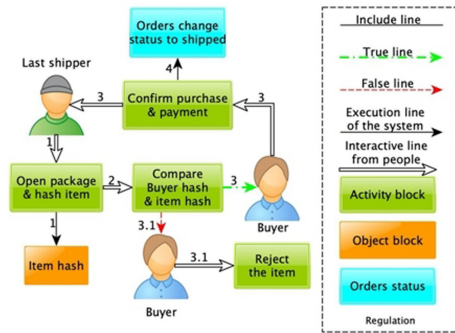 Orders change
status to shipped
Last shipper
4
3
Confirm purchase
& payment
3
1
Open package
& hash item
2
Compare
Buyer hash
& item hash
3
Buyer
1
3.1
Item hash
3.1
Reject
the item
Buyer
Include line
True line
False line
Execution line
of the system
Interactive line
from people
Activity block
Object block
Orders status
Regulation